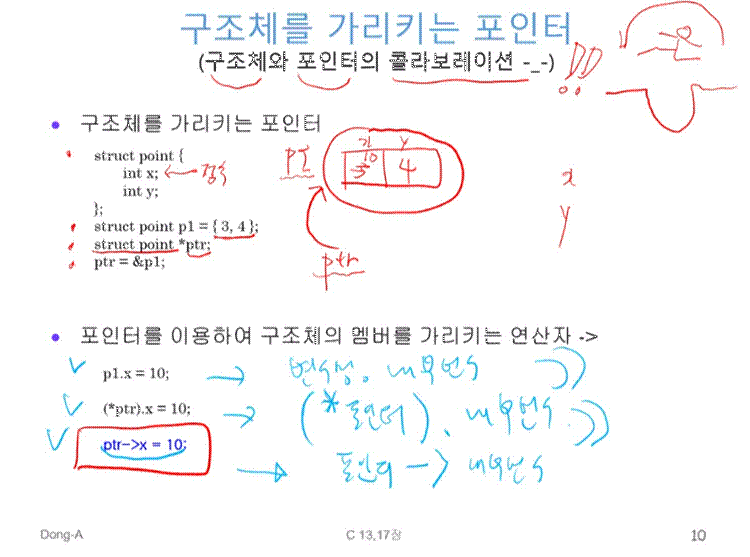 구조체를 가리키는 포인터
(구조체와 포인터의 콜라보레이션 -_-)
• 구조체를 가리키는 포인터
struct point {
int x; 정수
int y;
};
struct point p1 = { 3, 4 };
struct point *ptr;
ptr = &p1;
p1
x y
10
3 4
ptr
x
y
• 포인터를 이용하여 구조체의 멤버를 가리키는 연산자 ->
p1.x = 10; → 변수명. 내부변수
(*ptr).x = 10; → (*포인터). 내부변수
ptr->x = 10; → 포인터 → 내부변수
Dong-A
C 13,17장
10